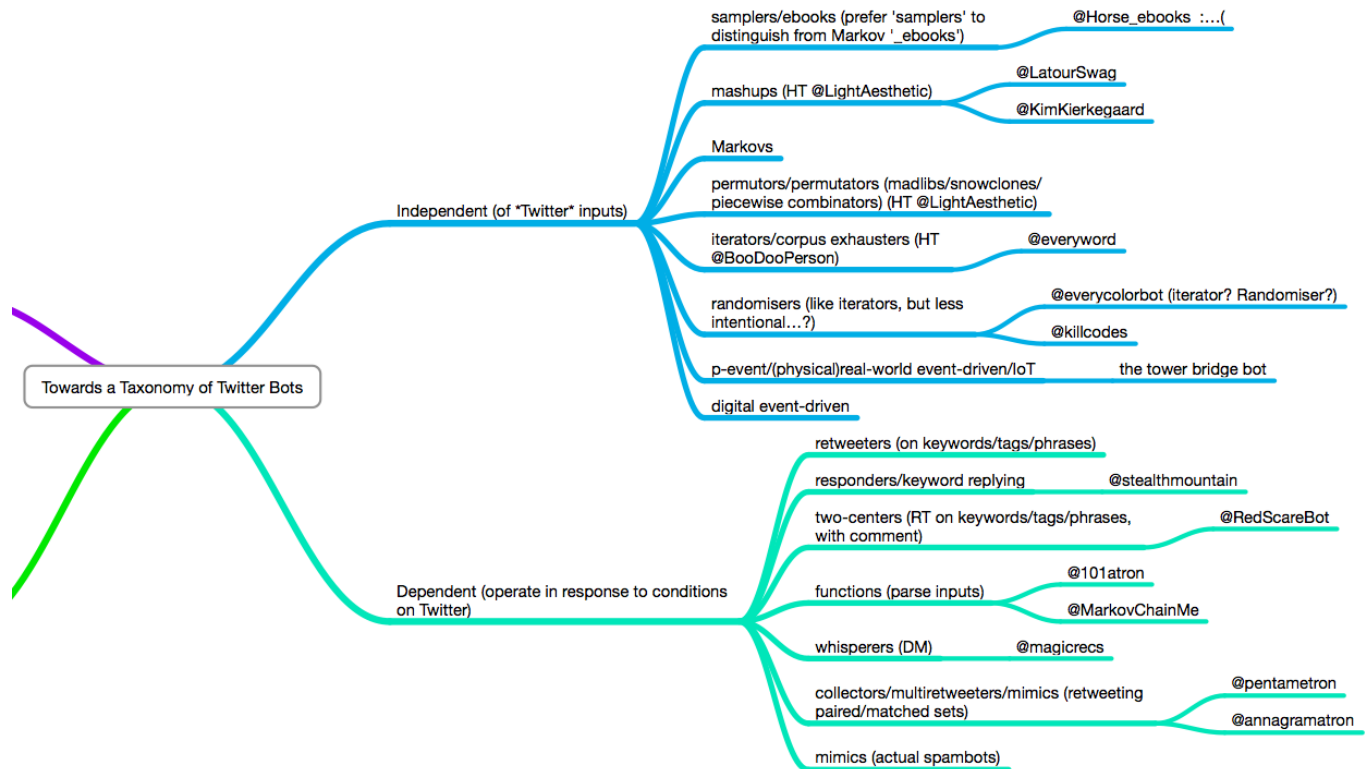 samplers/ebooks (prefer 'samplers' to
distinguish from Markov '_ebooks')
@Horse_ebooks :...(
mashups (HT @LightAesthetic)
@LatourSwag
@KimKierkegaard
Markovs
permutors/permutators (madlibs/snowclones/
piecewise combinators) (HT @LightAesthetic)
Independent (of *Twitter* inputs)
iterators/corpus exhausters (HT
@BooDooPerson)
@everyword
randomisers (like iterators, but less
intentional...?)
@everycolorbot (iterator? Randomiser?)
@killcodes
p-event/(physical)real-world event-driven/IoT
the tower bridge bot
digital event-driven
Towards a Taxonomy of Twitter Bots
retweeters (on keywords/tags/phrases)
responders/keyword replying
@stealthmountain
two-centers (RT on keywords/tags/phrases,
with comment)
@RedScareBot
Dependent (operate in response to conditions
on Twitter)
functions (parse inputs)
@101atron
@MarkovChainMe
whisperers (DM)
@magicrecs
collectors/multiretweeters/mimics (retweeting
paired/matched sets)
@pentametron
@annagramatron
mimics (actual spambots)